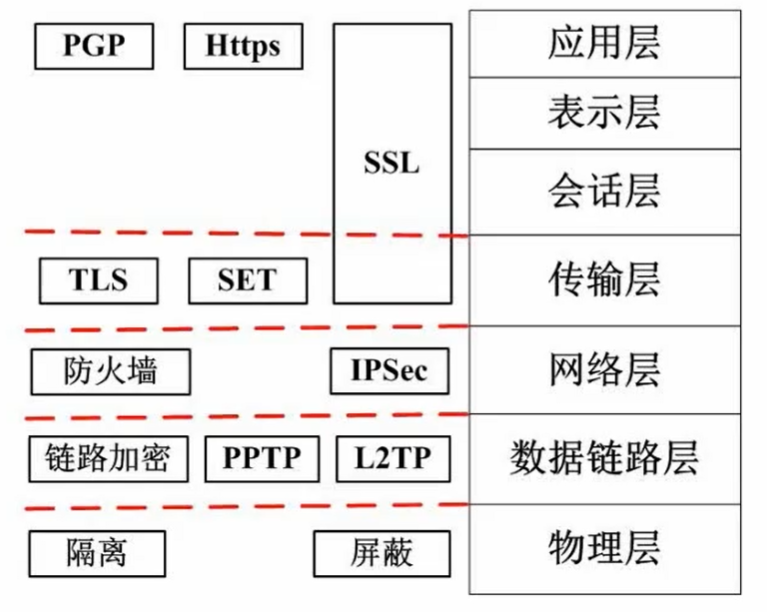 PGP Https 应用层
表示层
SSL
会话层
TLS SET 传输层
防火墙 IPSec 网络层
链路加密 PPTP L2TP 数据链路层
隔离 屏蔽 物理层